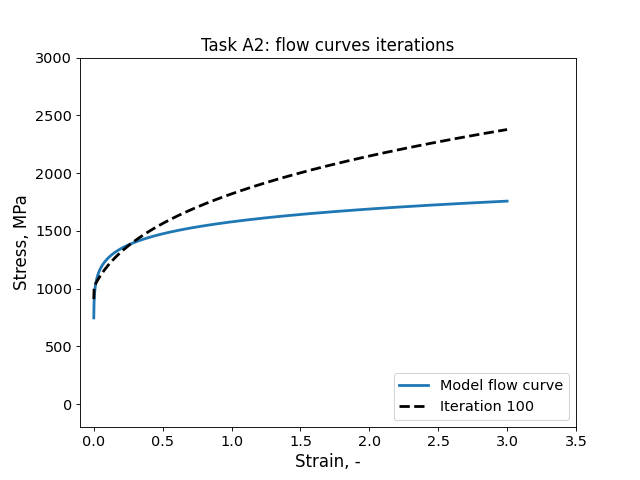 Task A2: flow curves iterations
3000
2500
2000
1500
1000
500
0
Stress, MPa
0.0 0.5 1.0 1.5 2.0 2.5 3.0 3.5
Strain, -
Model flow curve
Iteration 100